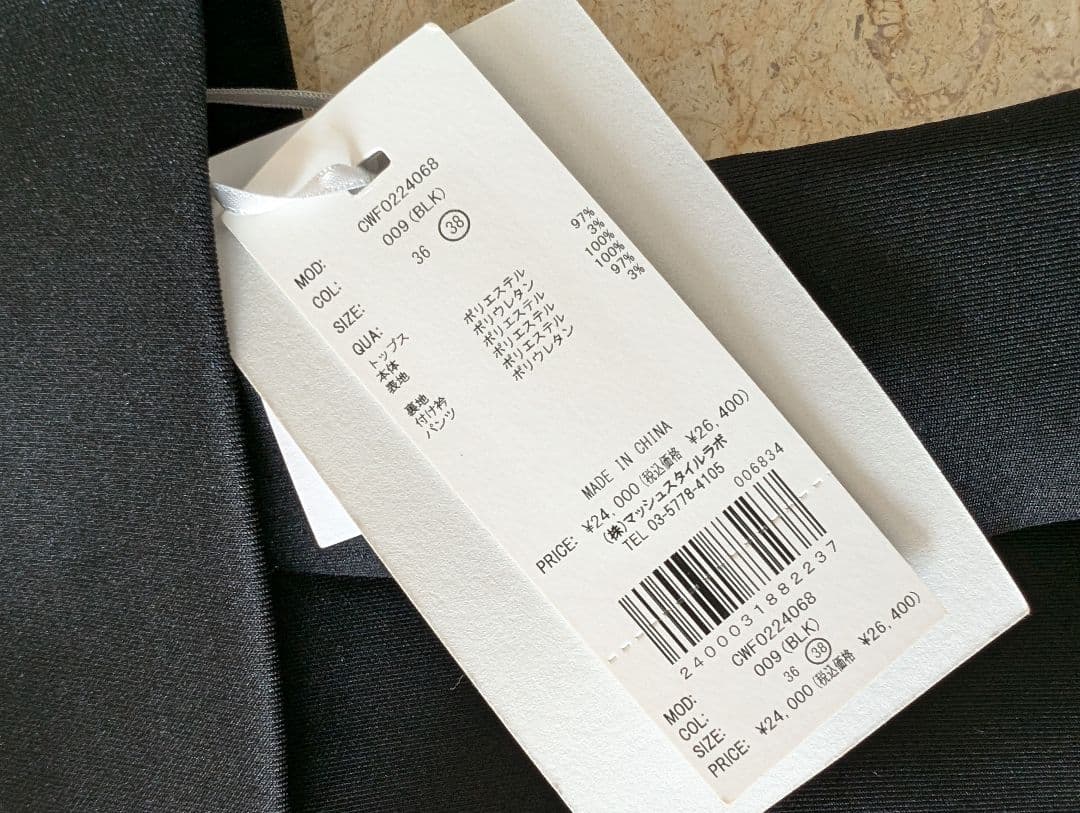 MOD: CWFO224068
COL: 009(BLK)
SIZE: 36 38
QUA:
トップス
本体
表地 ポリエステル 97%
ポリウレタン 3%
裏地 ポリエステル 100%
付け衿 ポリエステル 100%
パンツ ポリエステル 97%
ポリウレタン 3%
MADE IN CHINA
PRICE: ¥24,000(税込価格 ¥26,400)
(株)マッシュスタイルラボ
TEL 03-5778-4105
006834
2400031882237
MOD: CWFO224068
COL: 009(BLK)
SIZE: 36 38
PRICE: ¥24,000(税込価格 ¥26,400)